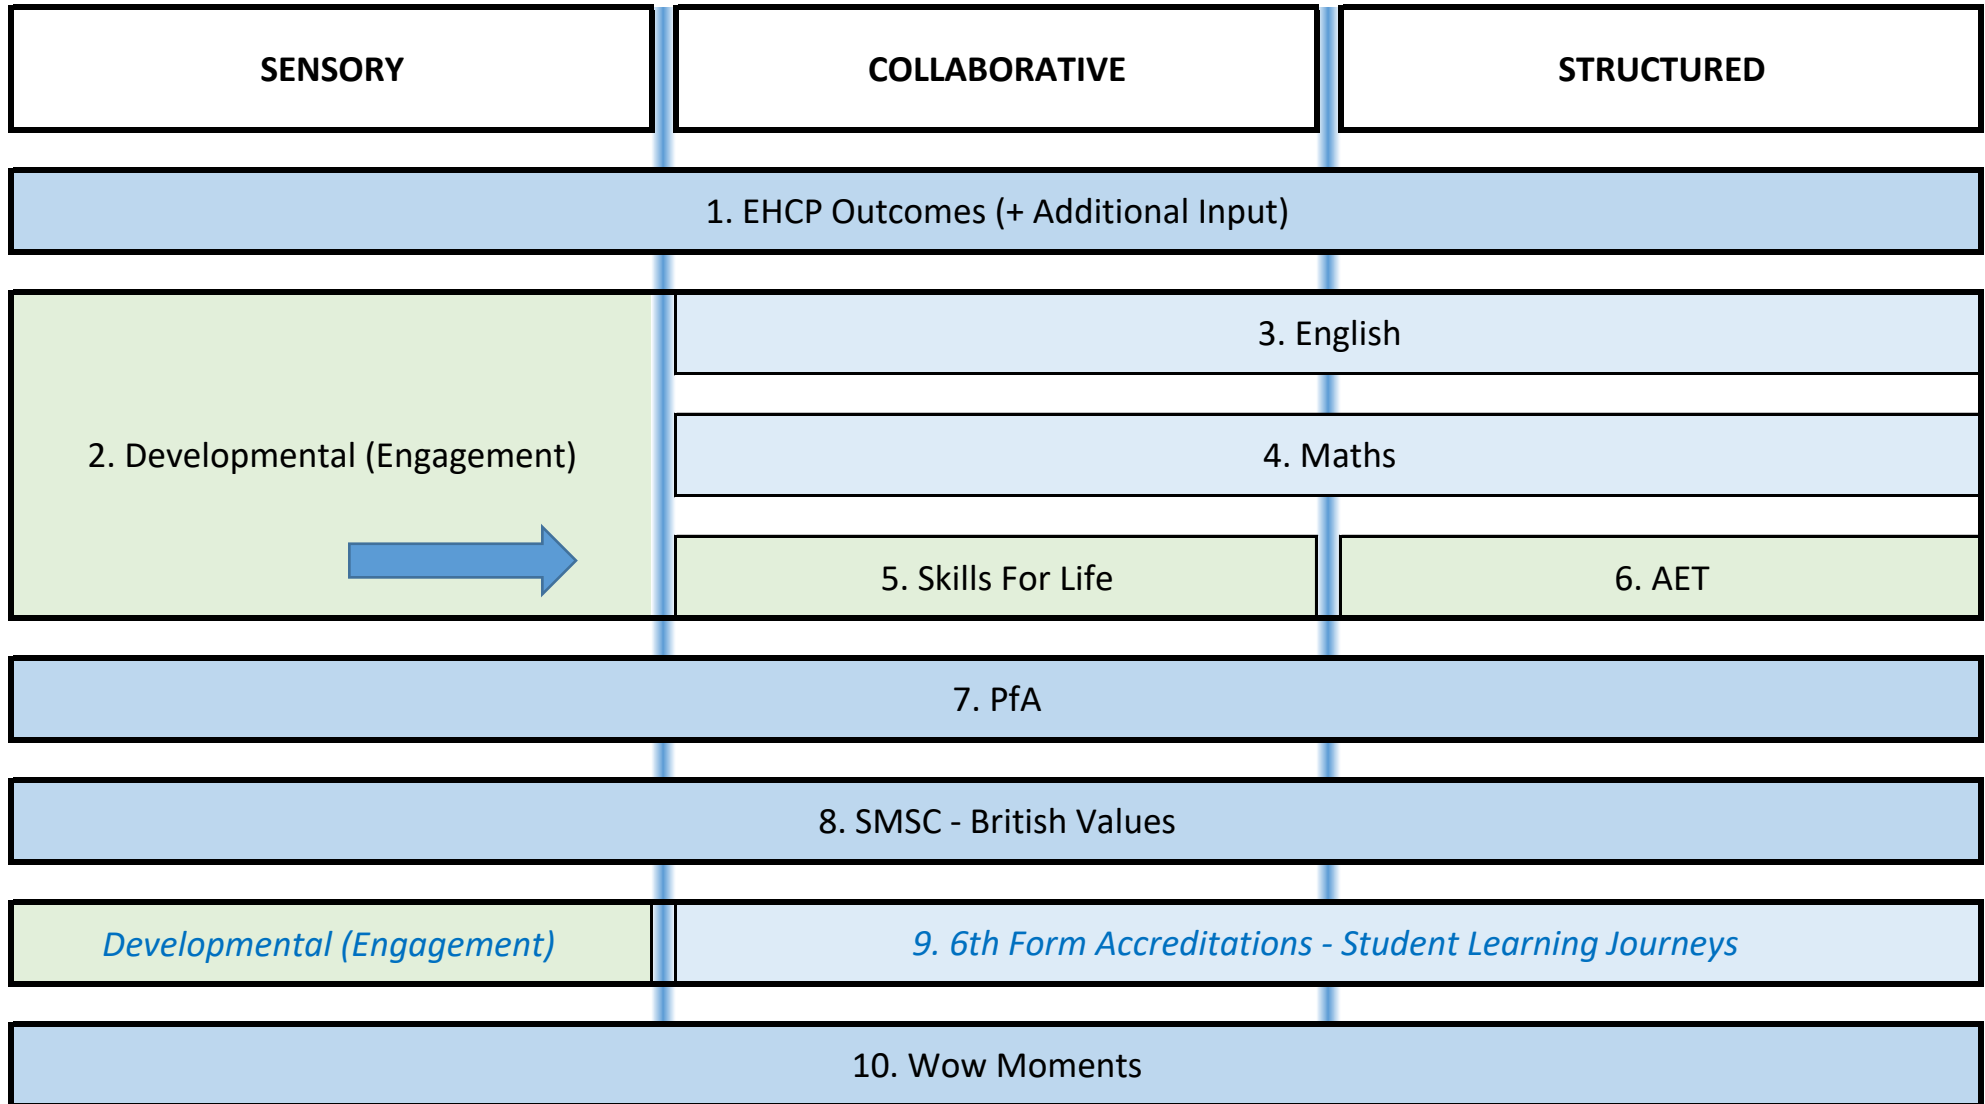 SENSORY
COLLABORATIVE
STRUCTURED
1. EHCP Outcomes (+ Additional Input)
2. Developmental (Engagement)
3. English
4. Maths
5. Skills For Life
6. AET
7. PfA
8. SMSC - British Values
Developmental (Engagement)
9. 6th Form Accreditations - Student Learning Journeys
10. Wow Moments